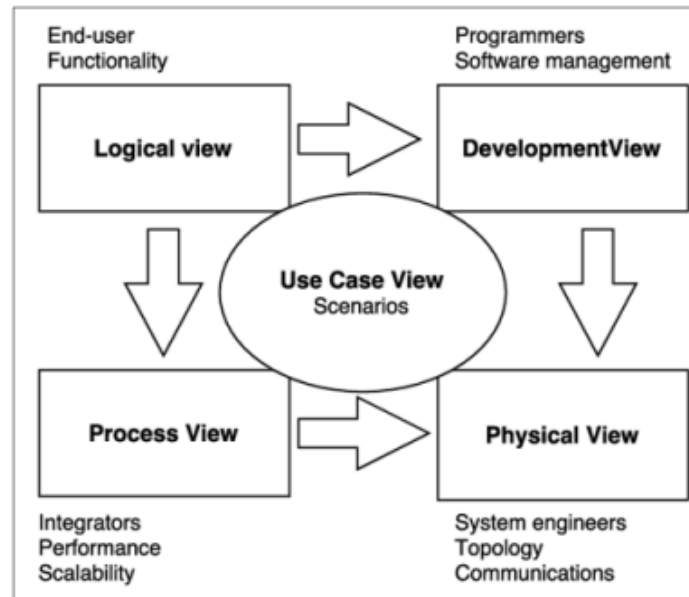 End-user
Functionality
Programmers
Software management
Logical view
DevelopmentView
Use Case View
Scenarios
Process View
Physical View
Integrators
Performance
Scalability
System engineers
Topology
Communications